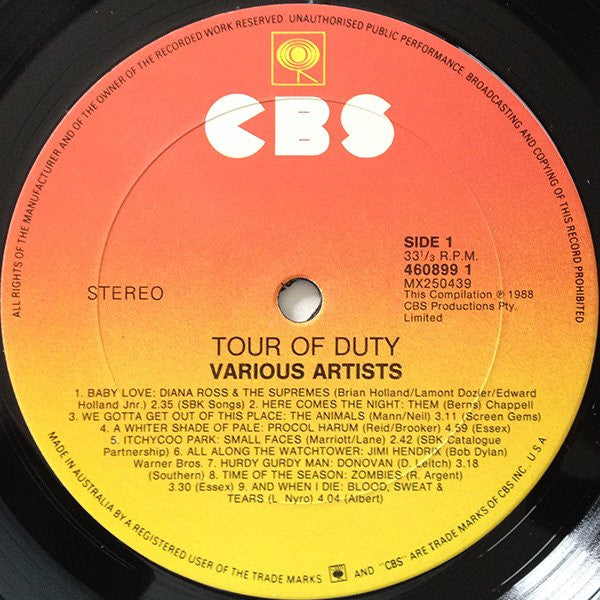 ALL RIGHTS OF THE MANUFACTURER AND OF THE OWNER OF THE RECORDED WORK RESERVED UNAUTHORISED PUBLIC PERFORMANCE, BROADCASTING AND COPYING OF THIS RECORD PROHIBITED
CBS
SIDE 1
33 1/3 R.P.M.
460899 1
MX250439
This Compilation ℗ 1988
CBS Productions Pty.
Limited
STEREO
TOUR OF DUTY
VARIOUS ARTISTS
1. BABY LOVE: DIANA ROSS & THE SUPREMES (Brian Holland/Lamont Dozier/Edward
Holland Jnr.) 2.35 (SBK Songs) 2. HERE COMES THE NIGHT: THEM (Berns) Chappell
3. WE GOTTA GET OUT OF THIS PLACE: THE ANIMALS (Mann/Neil) 3.11 (Screen Gems)
4. A WHITER SHADE OF PALE: PROCOL HARUM (Reid/Brooker) 4.59 (Essex)
5. ITCHYCOO PARK: SMALL FACES (Marriott/Lane) 2.42 (SBK Catalogue
Partnership) 6. ALL ALONG THE WATCHTOWER: JIMI HENDRIX (Bob Dylan)
Warner Bros. 7. HURDY GURDY MAN: DONOVAN (D. Leitch) 3.18
(Southern) 8. TIME OF THE SEASON: ZOMBIES (R. Argent)
3.30 (Essex) 9. AND WHEN I DIE: BLOOD, SWEAT &
TEARS (L. Nyro) 4.04 (Albert)
MADE IN AUSTRALIA BY A REGISTERED USER OF THE TRADE MARKS AND "CBS" ARE TRADE MARKS OF CBS INC. U.S.A